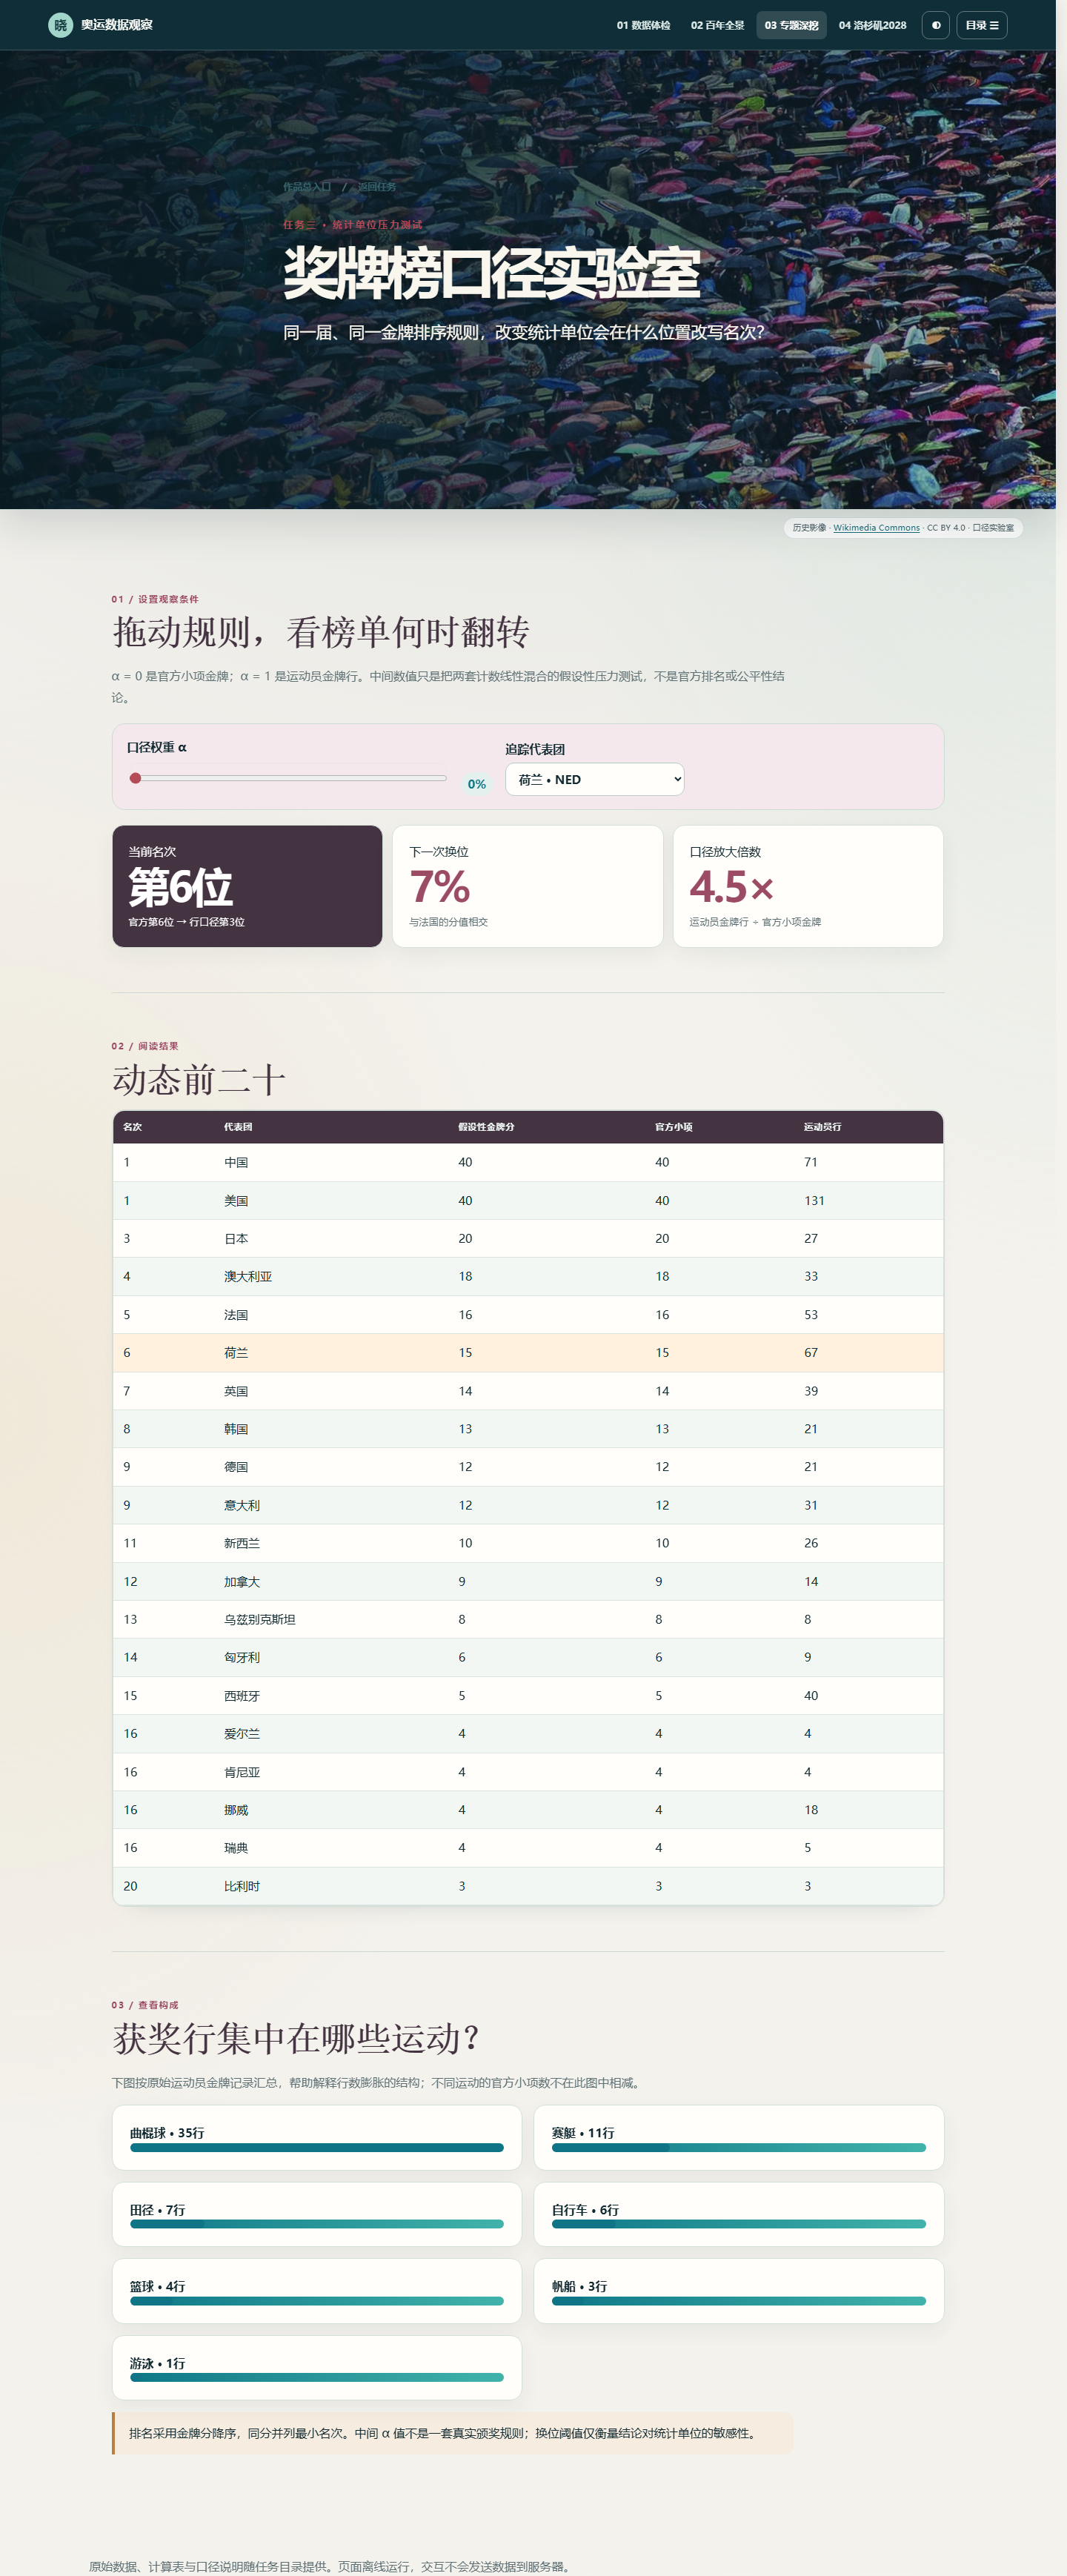 晓 奥运数据观察 01 数据体检 02 百年全景 03 专题深挖 04 洛杉矶2028 目录 ☰
作品总入口 / 返回任务
任务三 • 统计单位压力测试
奖牌榜口径实验室
同一届、同一金牌排序规则，改变统计单位会在什么位置改写名次？
历史影像 · Wikimedia Commons · CC BY 4.0 · 口径实验室
01 / 设置观察条件
拖动规则，看榜单何时翻转
α = 0 是官方小项金牌；α = 1 是运动员金牌行。中间数值只是把两套计数线性混合的假设性压力测试，不是官方排名或公平性结
论。
口径权重 α
0%
追踪代表团
荷兰 • NED
当前名次
第6位
官方第6位 → 行口径第3位
下一次换位
7%
与法国的分值相交
口径放大倍数
4.5×
运动员金牌行 ÷ 官方小项金牌
02 / 阅读结果
动态前二十
名次 代表团 假设性金牌分 官方小项 运动员行
1 中国 40 40 71
1 美国 40 40 131
3 日本 20 20 27
4 澳大利亚 18 18 33
5 法国 16 16 53
6 荷兰 15 15 67
7 英国 14 14 39
8 韩国 13 13 21
9 德国 12 12 21
9 意大利 12 12 31
11 新西兰 10 10 26
12 加拿大 9 9 14
13 乌兹别克斯坦 8 8 8
14 匈牙利 6 6 9
15 西班牙 5 5 40
16 爱尔兰 4 4 4
16 肯尼亚 4 4 4
16 挪威 4 4 18
16 瑞典 4 4 5
20 比利时 3 3 3
03 / 查看构成
获奖行集中在哪些运动？
下图按原始运动员金牌记录汇总，帮助解释行数膨胀的结构；不同运动的官方小项数不在此图中相减。
曲棍球 • 35行
赛艇 • 11行
田径 • 7行
自行车 • 6行
篮球 • 4行
帆船 • 3行
游泳 • 1行
排名采用金牌分降序，同分并列最小名次。中间 α 值不是一套真实颁奖规则；换位阈值仅衡量结论对统计单位的敏感性。
原始数据、计算表与口径说明随任务目录提供。页面离线运行，交互不会发送数据到服务器。